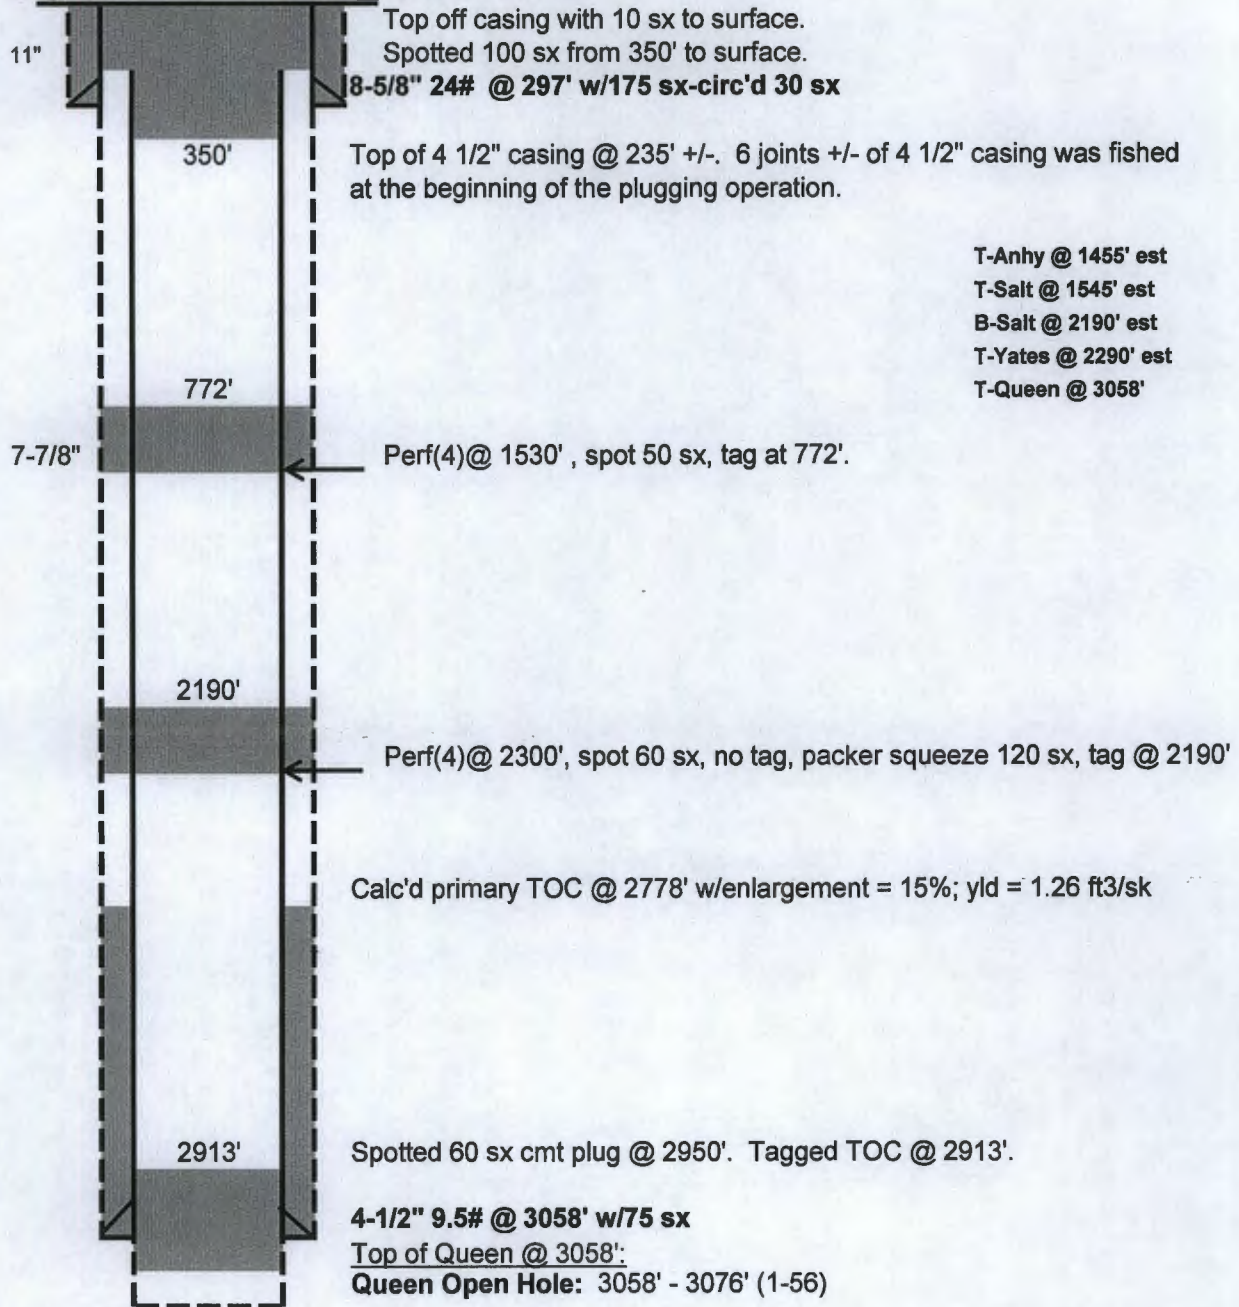 Top off casing with 10 sx to surface.
11"
Spotted 100 sx from 350' to surface.
8-5/8" 24# @ 297' w/175 sx-circ'd 30 sx
350'
Top of 4 1/2" casing @ 235' +/-. 6 joints +/- of 4 1/2" casing was fished
at the beginning of the plugging operation.
T-Anhy @ 1455' est
T-Salt @ 1545' est
B-Salt @ 2190' est
T-Yates @ 2290' est
T-Queen @ 3058'
772'
7-7/8"
Perf(4)@ 1530' , spot 50 sx, tag at 772'.
2190'
Perf(4)@ 2300', spot 60 sx, no tag, packer squeeze 120 sx, tag @ 2190'
Calc'd primary TOC @ 2778' w/enlargement = 15%; yld = 1.26 ft3/sk
2913'
Spotted 60 sx cmt plug @ 2950'. Tagged TOC @ 2913'.
4-1/2" 9.5# @ 3058' w/75 sx
Top of Queen @ 3058':
Queen Open Hole: 3058' - 3076' (1-56)